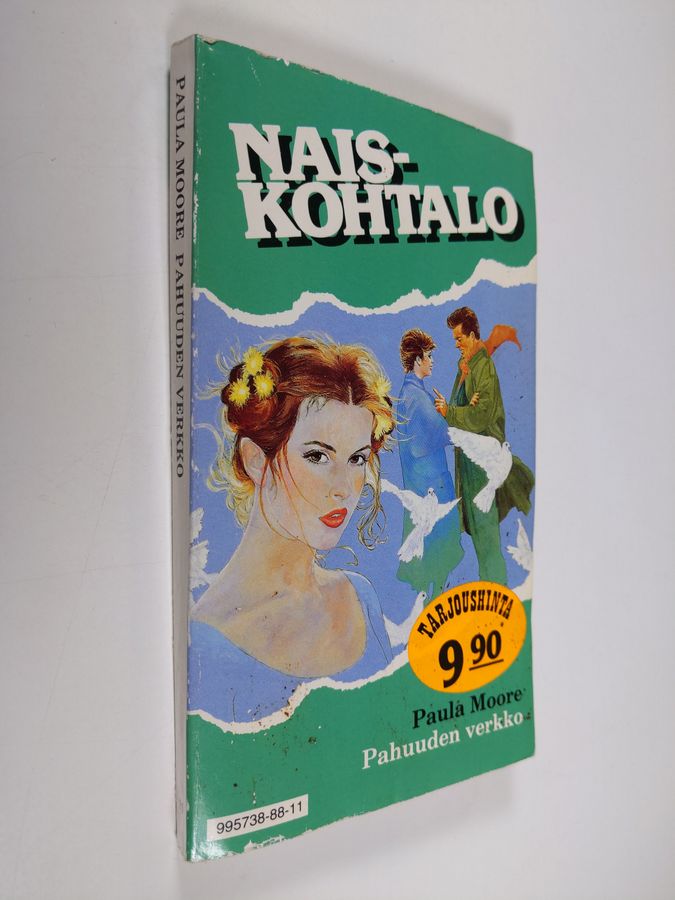 PAULA MOORE PAHUUDEN VERKKO
NAIS-
KOHTALO
TARJOUSHINTA
9 90
Paula Moore
Pahuuden verkko
995738-88-11